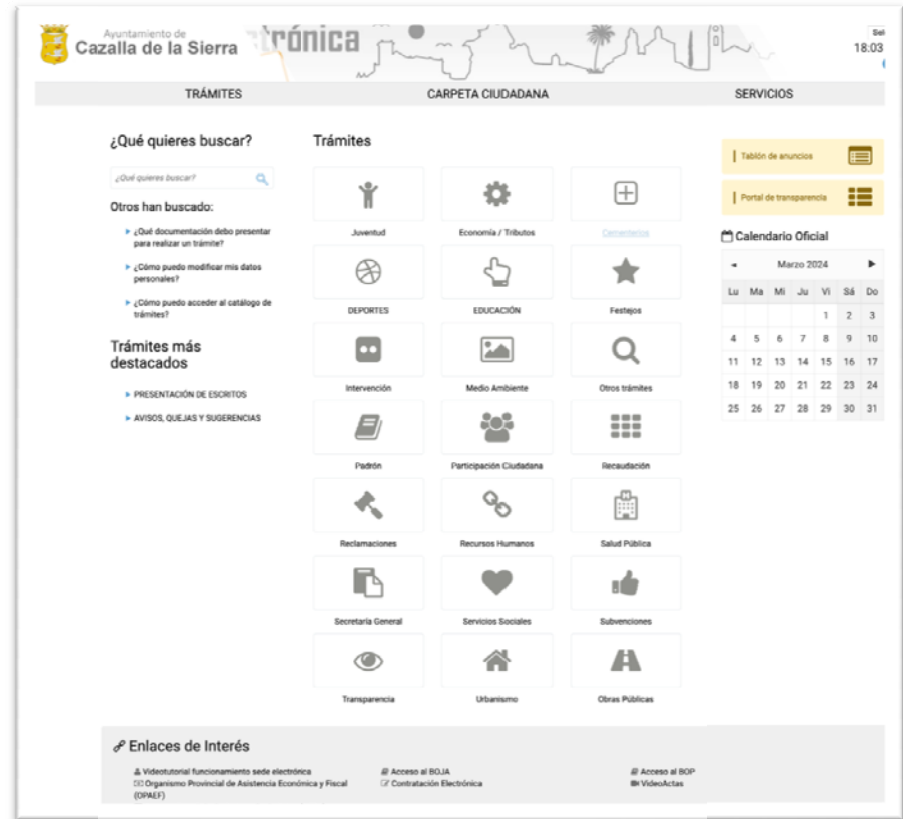 Ayuntamiento de
Cazalla de la Sierra
trónica
18:03
TRÁMITES CARPETA CIUDADANA SERVICIOS
¿Qué quieres buscar?
¿Qué quieres buscar?
Otros han buscado:
¿Qué documentación debo presentar
para realizar un trámite?
¿Cómo puedo modificar mis datos
personales?
¿Cómo puedo acceder al catálogo de
trámites?
Trámites más
destacados
PRESENTACIÓN DE ESCRITOS
AVISOS, QUEJAS Y SUGERENCIAS
Trámites
Juventud Economía / Tributos Cementerios
DEPORTES EDUCACIÓN Festejos
Intervención Medio Ambiente Otros trámites
Padrón Participación Ciudadana Recaudación
Reclamaciones Recursos Humanos Salud Pública
Secretaría General Servicios Sociales Subvenciones
Transparencia Urbanismo Obras Públicas
Tablón de anuncios
Portal de transparencia
Calendario Oficial
Marzo 2024
Lu Ma Mi Ju Vi Sá Do
1 2 3
4 5 6 7 8 9 10
11 12 13 14 15 16 17
18 19 20 21 22 23 24
25 26 27 28 29 30 31
Enlaces de Interés
Videotutorial funcionamiento sede electrónica
Organismo Provincial de Asistencia Económica y Fiscal
(OPAEF)
Acceso al BOJA
Contratación Electrónica
Acceso al BOP
VideoActas